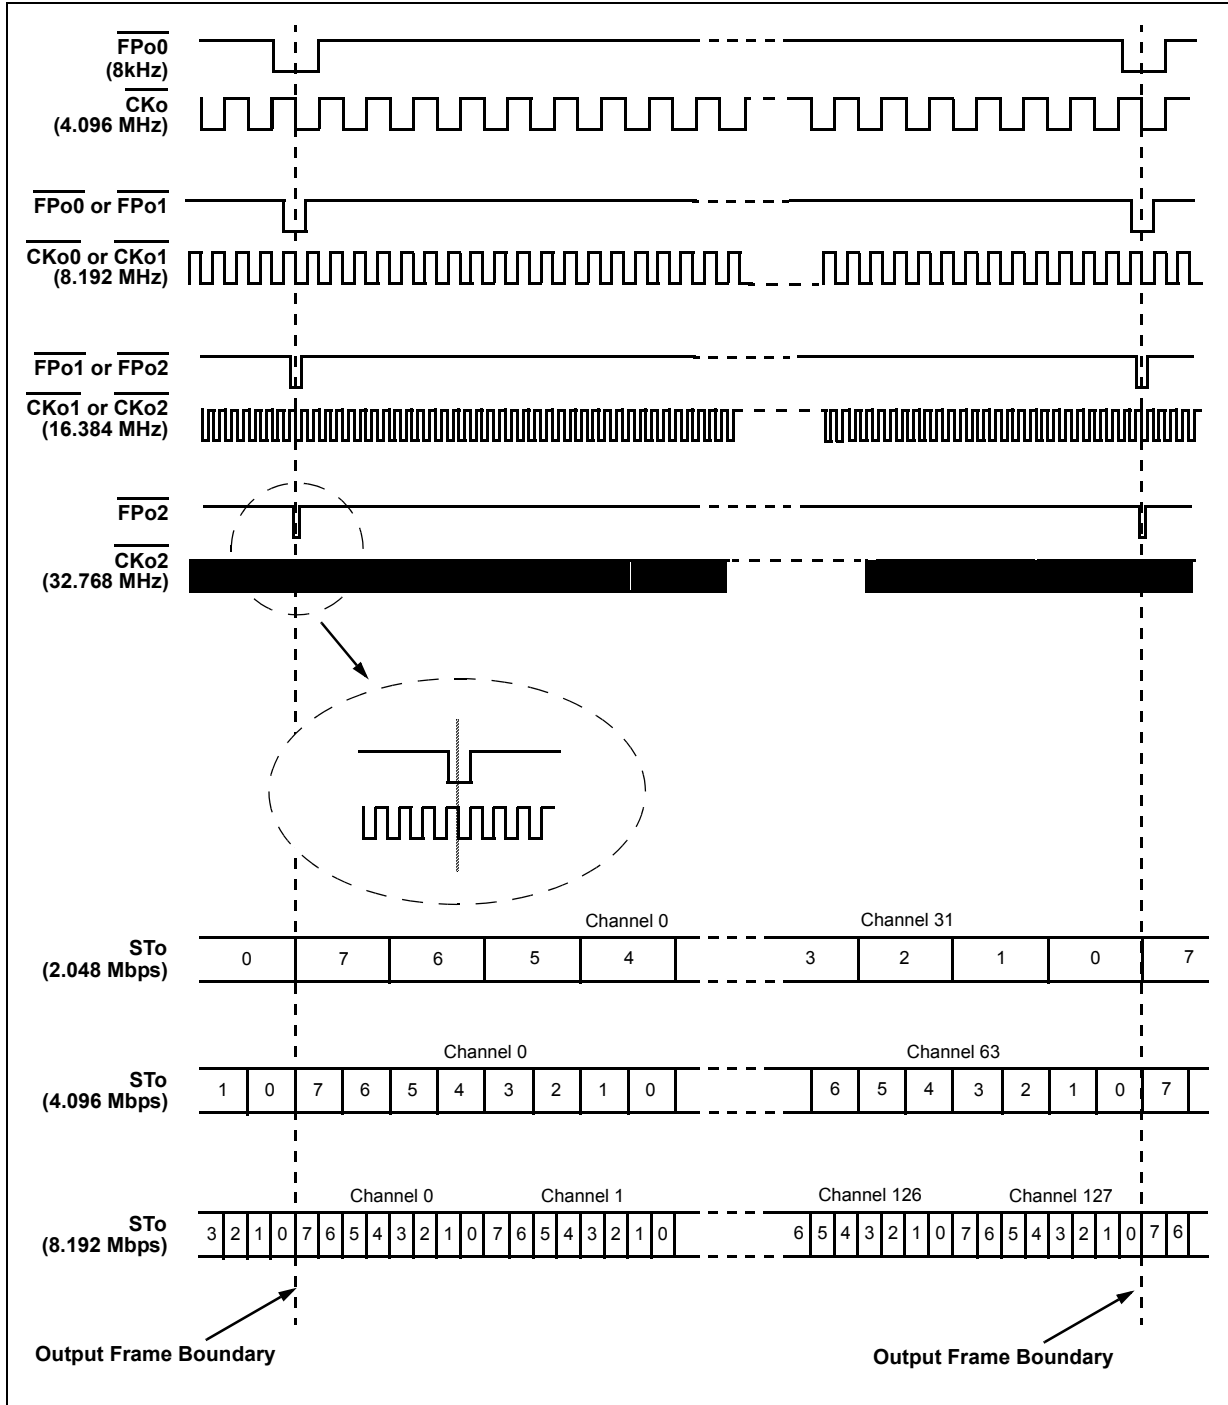 FPo0
(8kHz)
CKo
(4.096 MHz)
FPo0 or FPo1
CKo0 or CKo1
(8.192 MHz)
FPo1 or FPo2
CKo1 or CKo2
(16.384 MHz)
FPo2
CKo2
(32.768 MHz)
Channel 0 Channel 31
STo
(2.048 Mbps)
0 7 6 5 4 3 2 1 0 7
Channel 0 Channel 63
STo
(4.096 Mbps)
1 0 7 6 5 4 3 2 1 0 6 5 4 3 2 1 0 7
Channel 0 Channel 1 Channel 126 Channel 127
STo
(8.192 Mbps)
3 2 1 0 7 6 5 4 3 2 1 0 7 6 5 4 3 2 1 0 6 5 4 3 2 1 0 7 6 5 4 3 2 1 0 7 6
Output Frame Boundary Output Frame Boundary